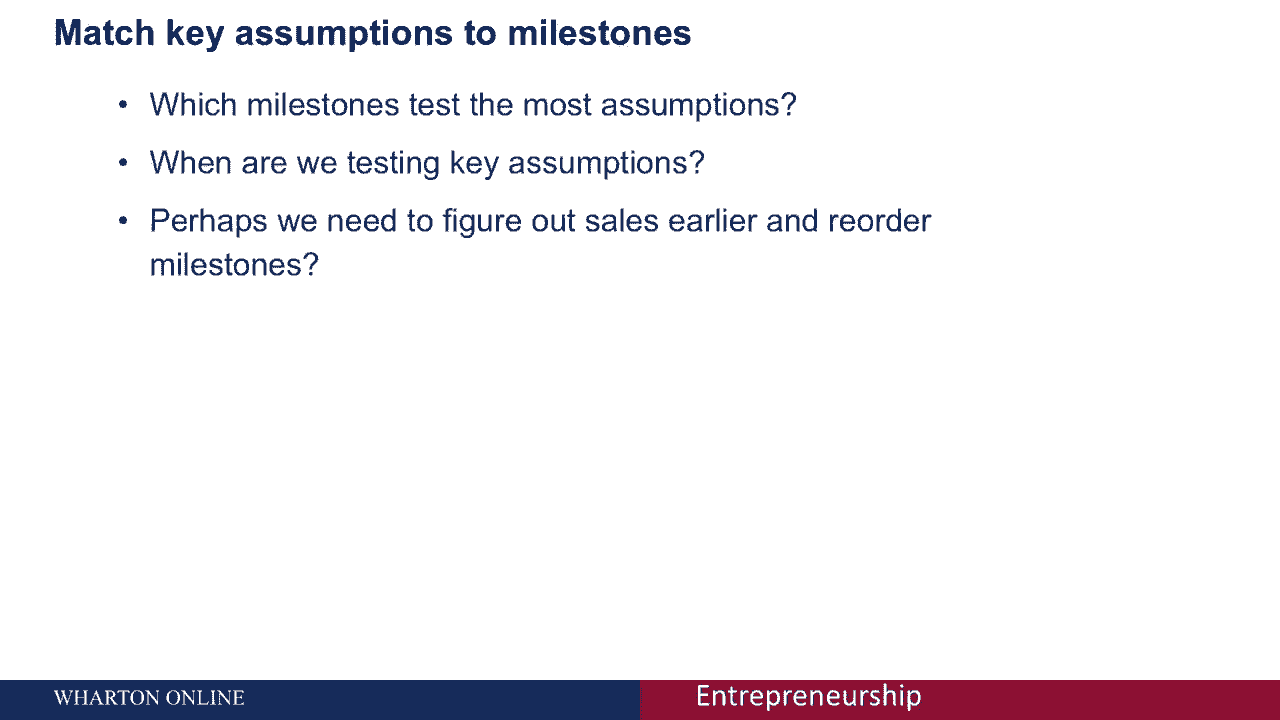 Match key assumptions to milestones
• Which milestones test the most assumptions?
• When are we testing key assumptions?
• Perhaps we need to figure out sales earlier and reorder
milestones?
WHARTON ONLINE
Entrepreneurship